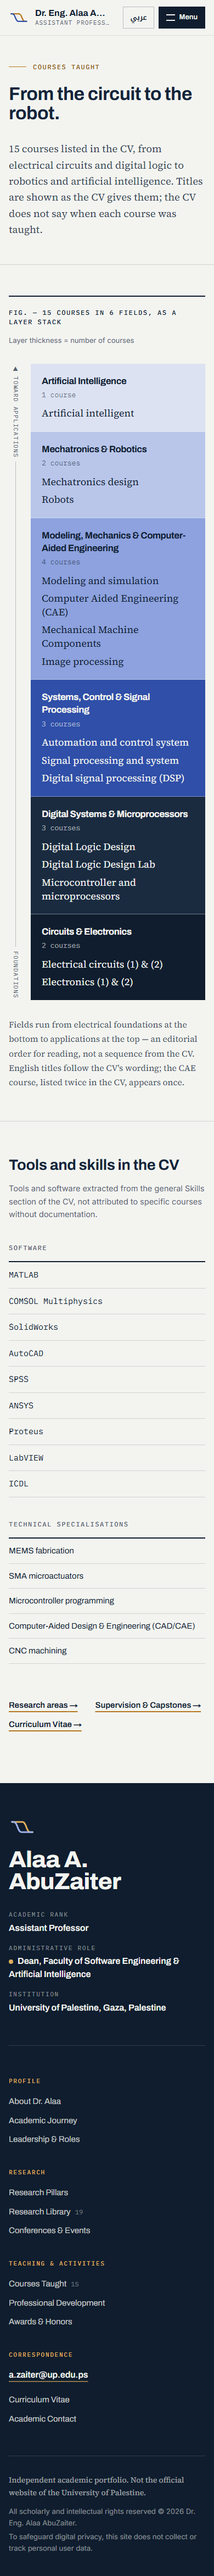 Dr. Eng. Alaa A...
ASSISTANT PROFESS...
عربي
Menu
COURSES TAUGHT
From the circuit to the
robot.
15 courses listed in the CV, from
electrical circuits and digital logic to
robotics and artificial intelligence. Titles
are shown as the CV gives them; the CV
does not say when each course was
taught.
FIG. — 15 COURSES IN 6 FIELDS, AS A
LAYER STACK
Layer thickness = number of courses
▲ TOWARD APPLICATIONS
Artificial Intelligence
1 course
Artificial intelligent
Mechatronics & Robotics
2 courses
Mechatronics design
Robots
Modeling, Mechanics & Computer-
Aided Engineering
4 courses
Modeling and simulation
Computer Aided Engineering
(CAE)
Mechanical Machine
Components
Image processing
Systems, Control & Signal
Processing
3 courses
Automation and control system
Signal processing and system
Digital signal processing (DSP)
Digital Systems & Microprocessors
3 courses
Digital Logic Design
Digital Logic Design Lab
Microcontroller and
microprocessors
Circuits & Electronics
2 courses
Electrical circuits (1) & (2)
Electronics (1) & (2)
FOUNDATIONS
Fields run from electrical foundations at the
bottom to applications at the top — an editorial
order for reading, not a sequence from the CV.
English titles follow the CV's wording; the CAE
course, listed twice in the CV, appears once.
Tools and skills in the CV
Tools and software extracted from the general Skills
section of the CV, not attributed to specific courses
without documentation.
SOFTWARE
MATLAB
COMSOL Multiphysics
SolidWorks
AutoCAD
SPSS
ANSYS
Proteus
LabVIEW
ICDL
TECHNICAL SPECIALISATIONS
MEMS fabrication
SMA microactuators
Microcontroller programming
Computer-Aided Design & Engineering (CAD/CAE)
CNC machining
Research areas →
Supervision & Capstones →
Curriculum Vitae →
Alaa A.
AbuZaiter
ACADEMIC RANK
Assistant Professor
ADMINISTRATIVE ROLE
Dean, Faculty of Software Engineering &
Artificial Intelligence
INSTITUTION
University of Palestine, Gaza, Palestine
PROFILE
About Dr. Alaa
Academic Journey
Leadership & Roles
RESEARCH
Research Pillars
Research Library 19
Conferences & Events
TEACHING & ACTIVITIES
Courses Taught 15
Professional Development
Awards & Honors
CORRESPONDENCE
a.zaiter@up.edu.ps
Curriculum Vitae
Academic Contact
Independent academic portfolio. Not the official
website of the University of Palestine.
All scholarly and intellectual rights reserved © 2026 Dr.
Eng. Alaa AbuZaiter.
To safeguard digital privacy, this site does not collect or
track personal user data.